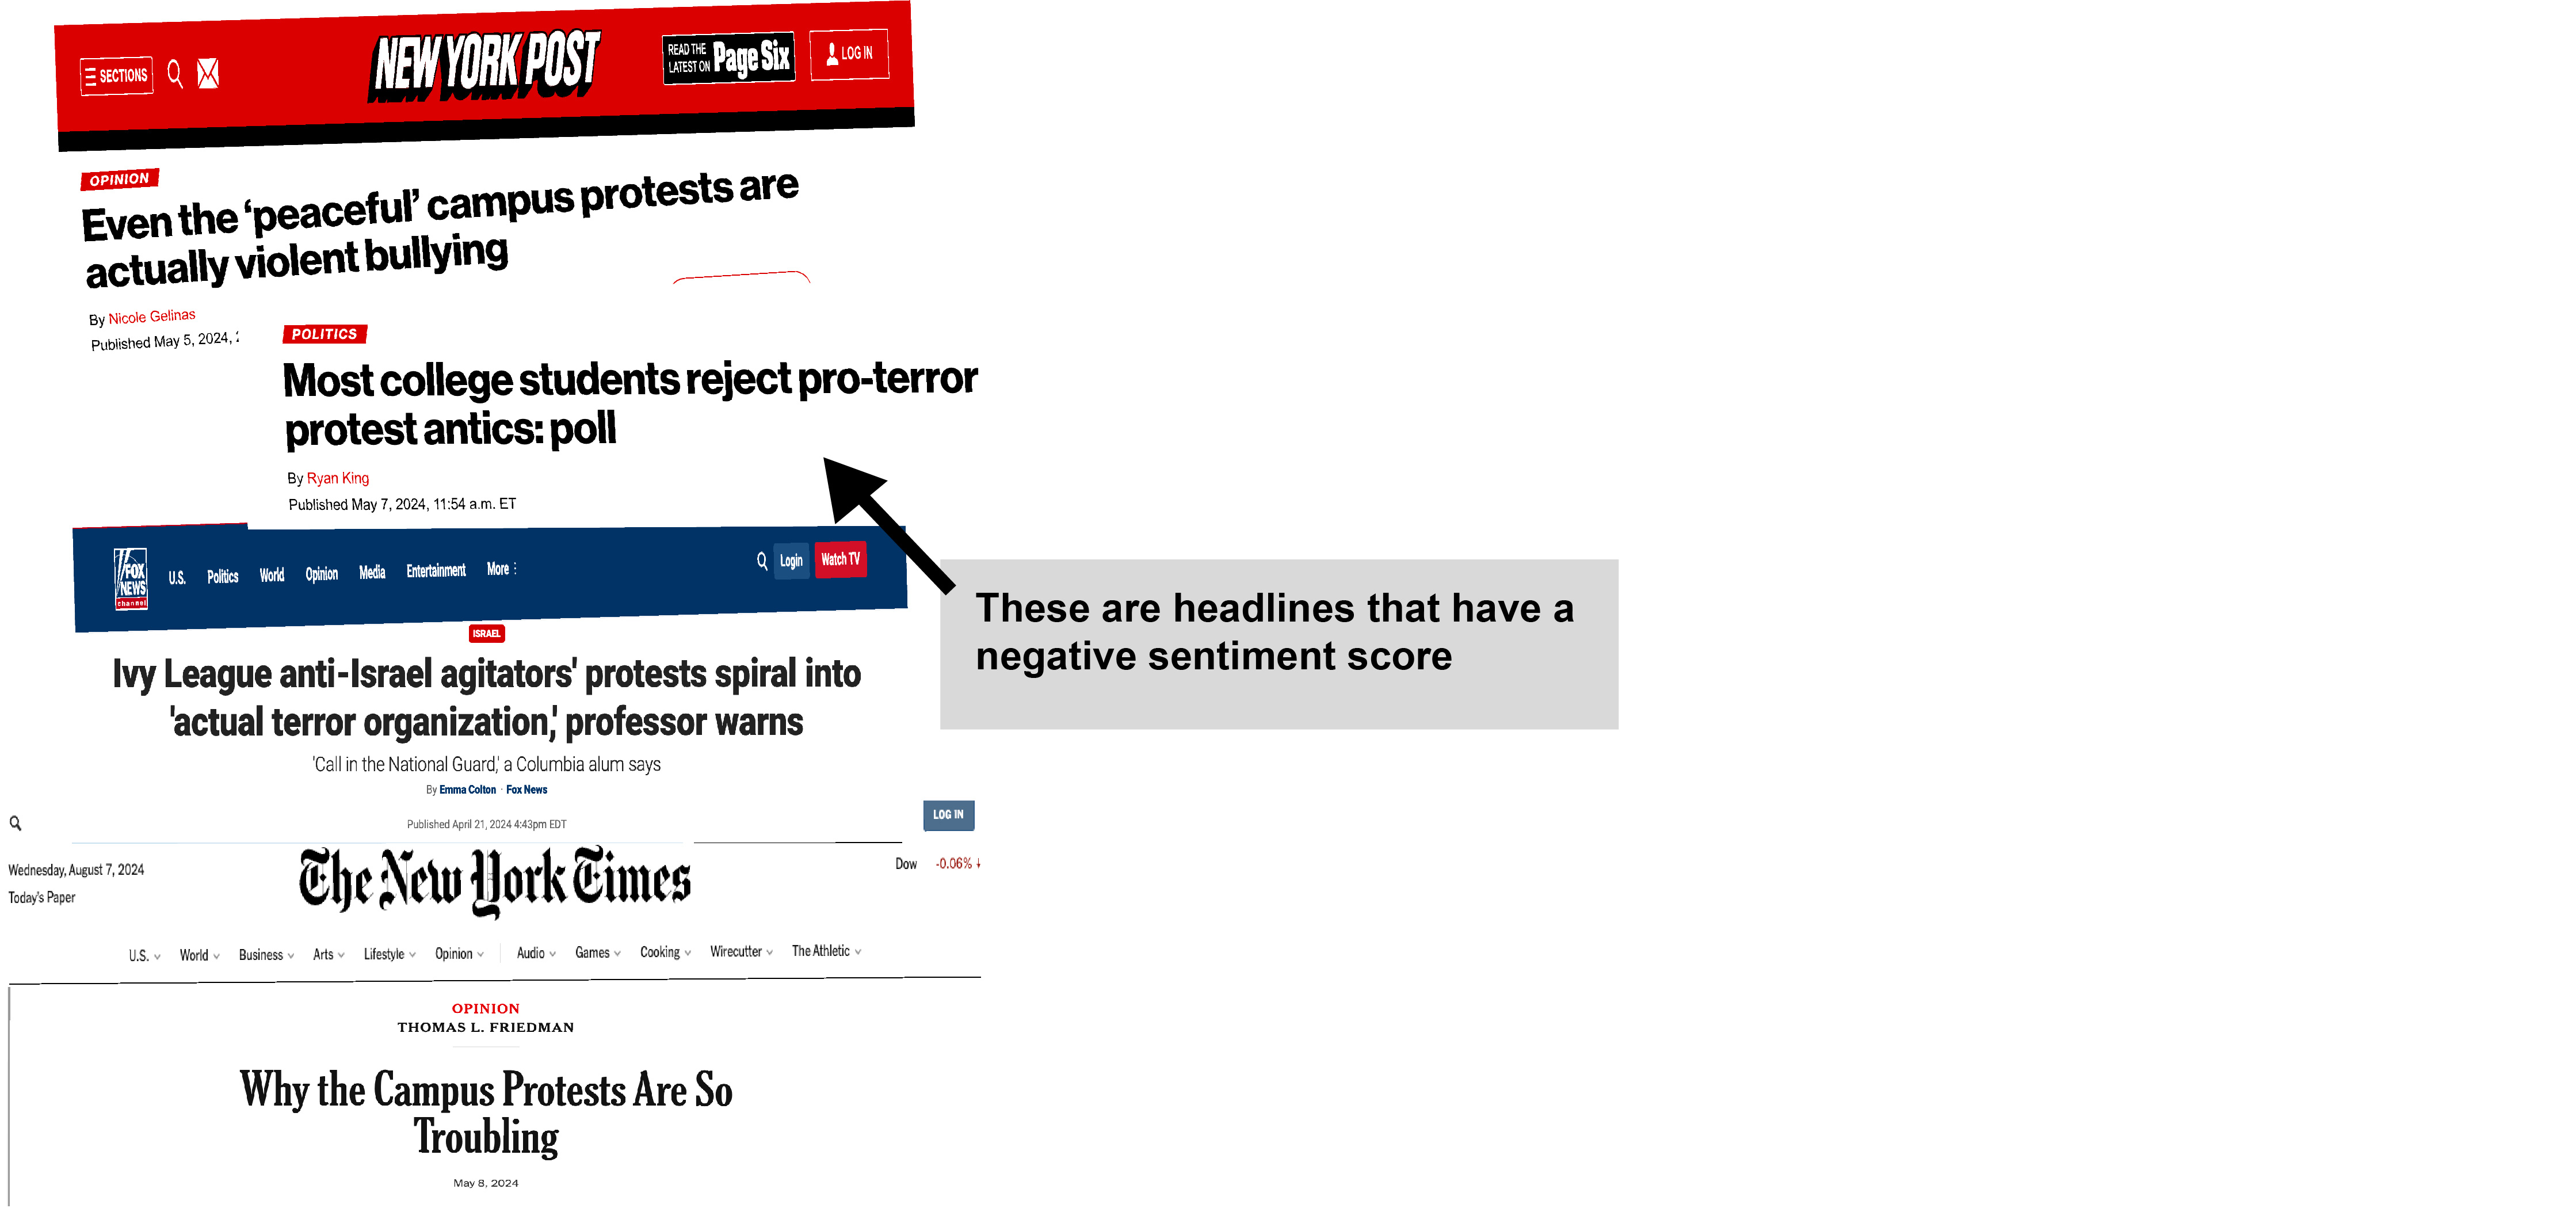 SECTIONS
NEW YORK POST
READ THE
LATEST ON
Page Six
LOG IN
OPINION
Even the ‘peaceful’ campus protests are
actually violent bullying
By Nicole Gelinas
Published May 5, 2024,
POLITICS
Most college students reject pro-terror
protest antics: poll
By Ryan King
Published May 7, 2024, 11:54 a.m. ET
FOX
NEWS
channel
U.S. Politics World Opinion Media Entertainment More
Login
Watch TV
These are headlines that have a
negative sentiment score
ISRAEL
Ivy League anti-Israel agitators' protests spiral into
'actual terror organization,' professor warns
'Call in the National Guard,' a Columbia alum says
By Emma Colton · Fox News
Published April 21, 2024 4:43pm EDT
LOG IN
Wednesday, August 7, 2024
Today's Paper
The New York Times
Dow -0.06% ↓
U.S. World Business Arts Lifestyle Opinion Audio Games Cooking Wirecutter The Athletic
OPINION
THOMAS L. FRIEDMAN
Why the Campus Protests Are So
Troubling
May 8, 2024